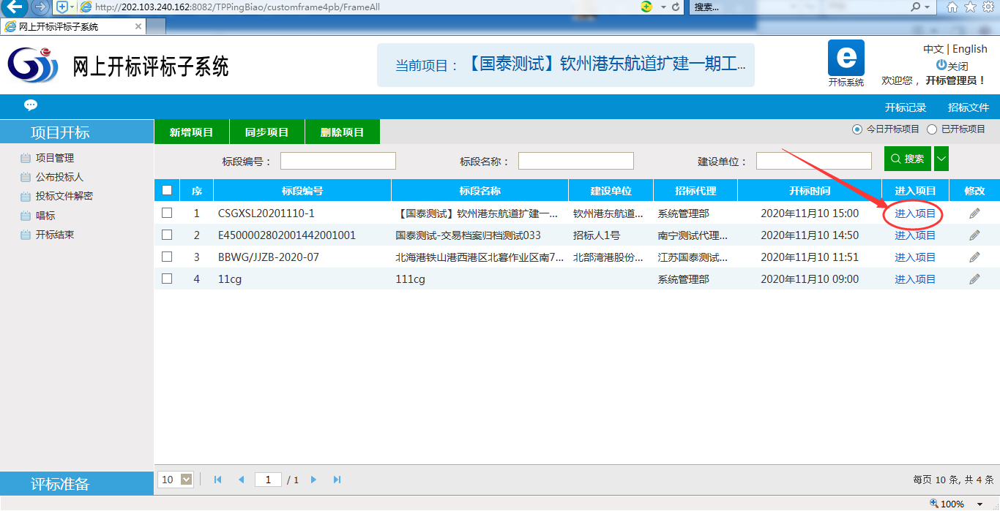 http://202.103.240.162:8082/TPPingBiao/customframe4pb/FrameAll 搜索...
网上开标评标子系统
网上开标评标子系统
当前项目：【国泰测试】钦州港东航道扩建一期工...
e
开标系统
中文 | English
关闭
欢迎您，开标管理员！
开标记录 招标文件
项目开标
项目管理
公布投标人
投标文件解密
唱标
开标结束
评标准备
新增项目 同步项目 删除项目 今日开标项目 已开标项目
标段编号： 标段名称： 建设单位： 搜索
序 标段编号 标段名称 建设单位 招标代理 开标时间 进入项目 修改
1 CSGXSL20201110-1 【国泰测试】钦州港东航道扩建一... 钦州港东航道... 系统管理部 2020年11月10 15:00 进入项目
2 E4500002802001442001001 国泰测试-交易档案归档测试033 招标人1号 南宁测试代理... 2020年11月10 14:50 进入项目
3 BBWG/JJZB-2020-07 北海港铁山港西港区北暮作业区南7... 北部湾港股份... 江苏国泰测试... 2020年11月10 11:51 进入项目
4 11cg 111cg 系统管理部 2020年11月10 09:00 进入项目
10 1 / 1 每页 10 条, 共 4 条
100%